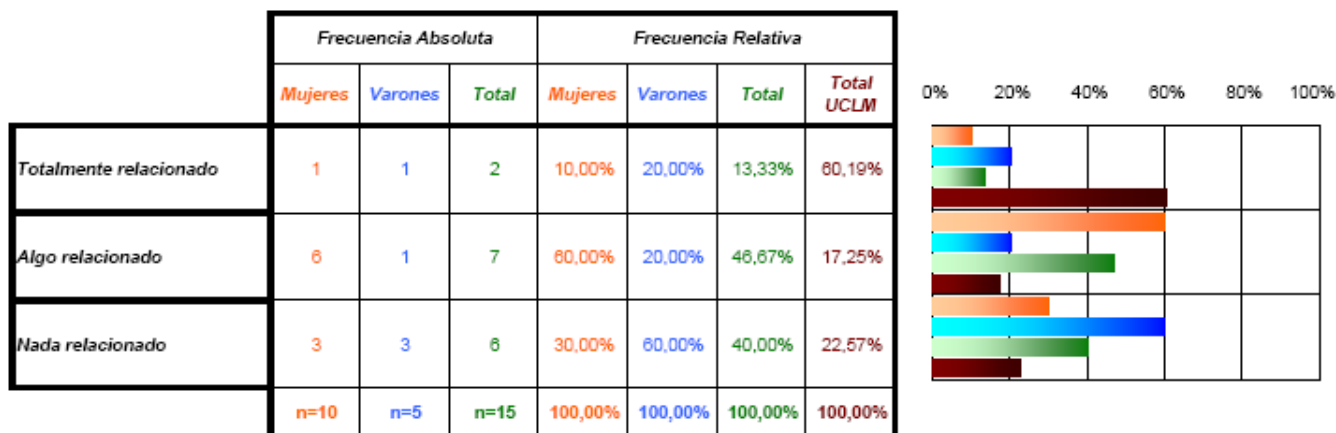 Frecuencia Absoluta Frecuencia Relativa
Mujeres Varones Total Mujeres Varones Total Total UCLM
0% 20% 40% 60% 80% 100%
Totalmente relacionado 1 1 2 10,00% 20,00% 13,33% 60,19%
Algo relacionado 6 1 7 60,00% 20,00% 46,67% 17,25%
Nada relacionado 3 3 6 30,00% 60,00% 40,00% 22,57%
n=10 n=5 n=15 100,00% 100,00% 100,00% 100,00%